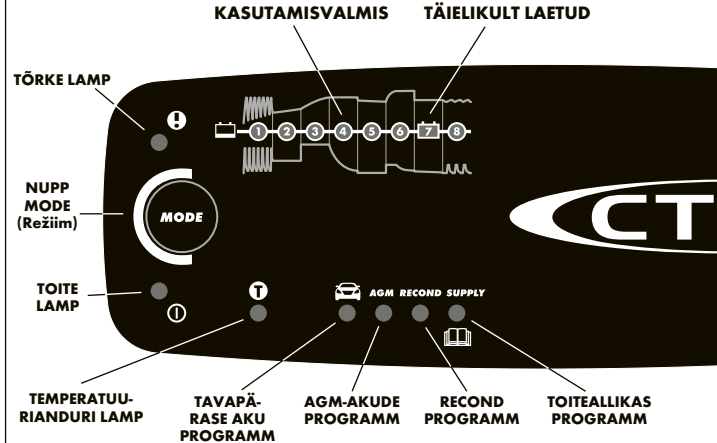 KASUTAMISVALMIS
TÄIELIKULT LAETUD
TÕRKE LAMP
1 2 3 4 5 6 7 8
NUPP
MODE
(Režiim)
MODE
CT
TOITE
LAMP
T
AGM RECOND SUPPLY
TEMPERATUU-
RIANDURI LAMP
TAVAPÄ-
RASE AKU
PROGRAMM
AGM-AKUDE
PROGRAMM
RECOND
PROGRAMM
TOITEALLIKAS
PROGRAMM